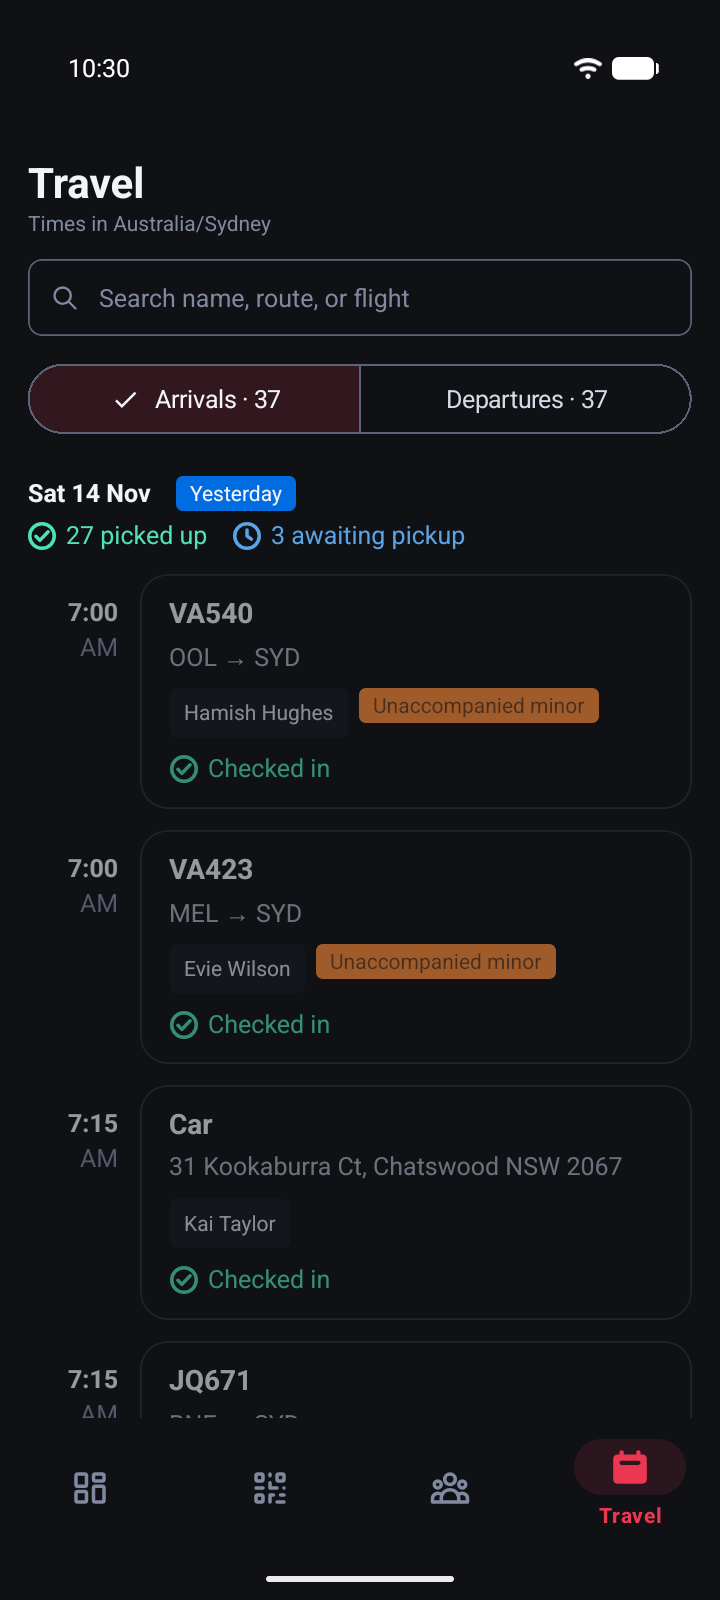 10:30
Travel
Times in Australia/Sydney
Search name, route, or flight
Arrivals · 37
Departures · 37
Sat 14 Nov
Yesterday
27 picked up
3 awaiting pickup
7:00
AM
VA540
OOL → SYD
Hamish Hughes
Unaccompanied minor
Checked in
7:00
AM
VA423
MEL → SYD
Evie Wilson
Unaccompanied minor
Checked in
7:15
AM
Car
31 Kookaburra Ct, Chatswood NSW 2067
Kai Taylor
Checked in
7:15
AM
JQ671
Travel